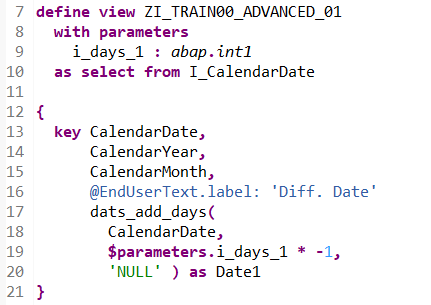 7 define view ZI_TRAIN00_ADVANCED_01
8 with parameters
9 i_days_1 : abap.int1
10 as select from I_CalendarDate
11
12 {
13 key CalendarDate,
14 CalendarYear,
15 CalendarMonth,
16 @EndUserText.label: 'Diff. Date'
17 dats_add_days(
18 CalendarDate,
19 $parameters.i_days_1 * -1,
20 'NULL' ) as Date1
21 }